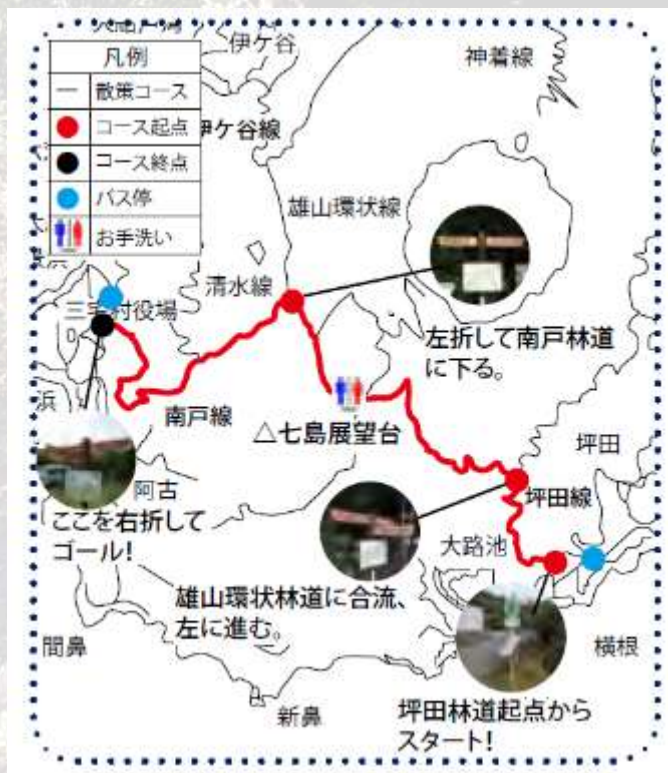 伊ケ谷
神着線
凡例
散策コース
コース起点
コース終点
バス停
お手洗い
伊ケ谷線
雄山環状線
清水線
三宅村役場
左折して南戸林道
に下る。
浜
南戸線
△七島展望台
坪田
阿古
坪田線
ここを右折して
ゴール!
大路池
雄山環状林道に合流、
左に進む。
間鼻
横根
新鼻
坪田林道起点から
スタート!